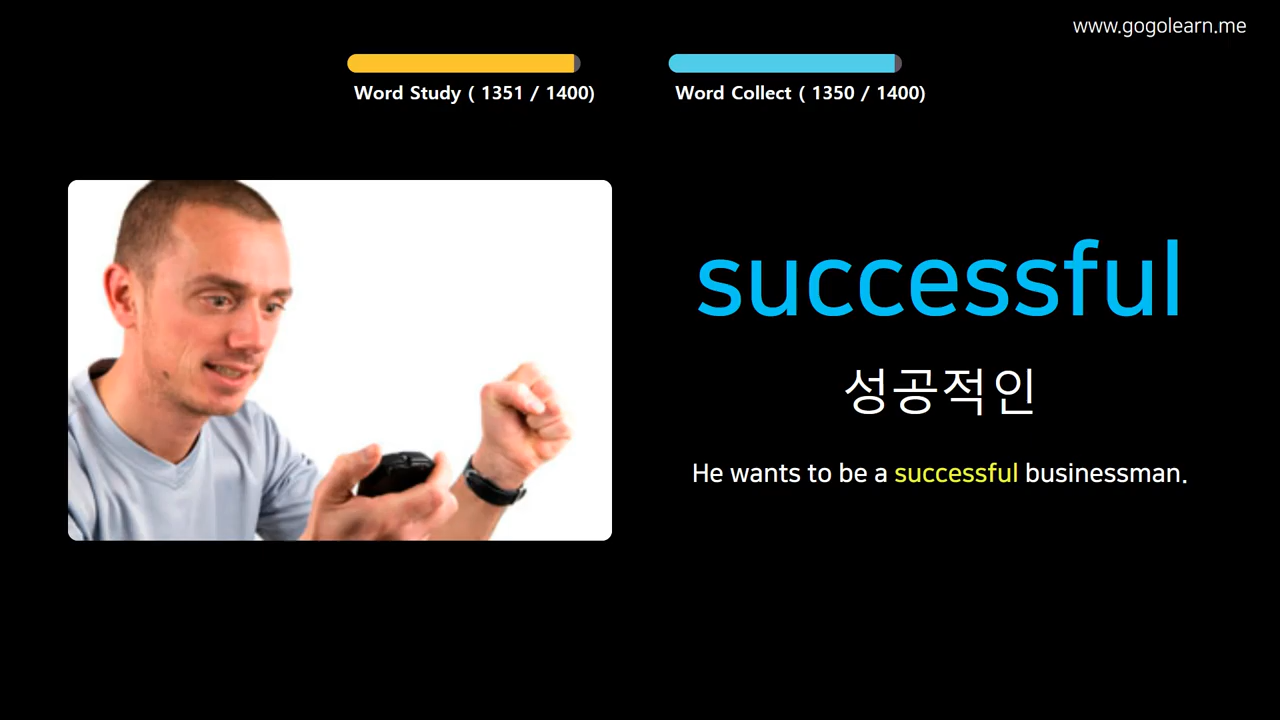 www.gogolearn.me
Word Study ( 1351 / 1400)
Word Collect ( 1350 / 1400)
successful
성공적인
He wants to be a successful businessman.